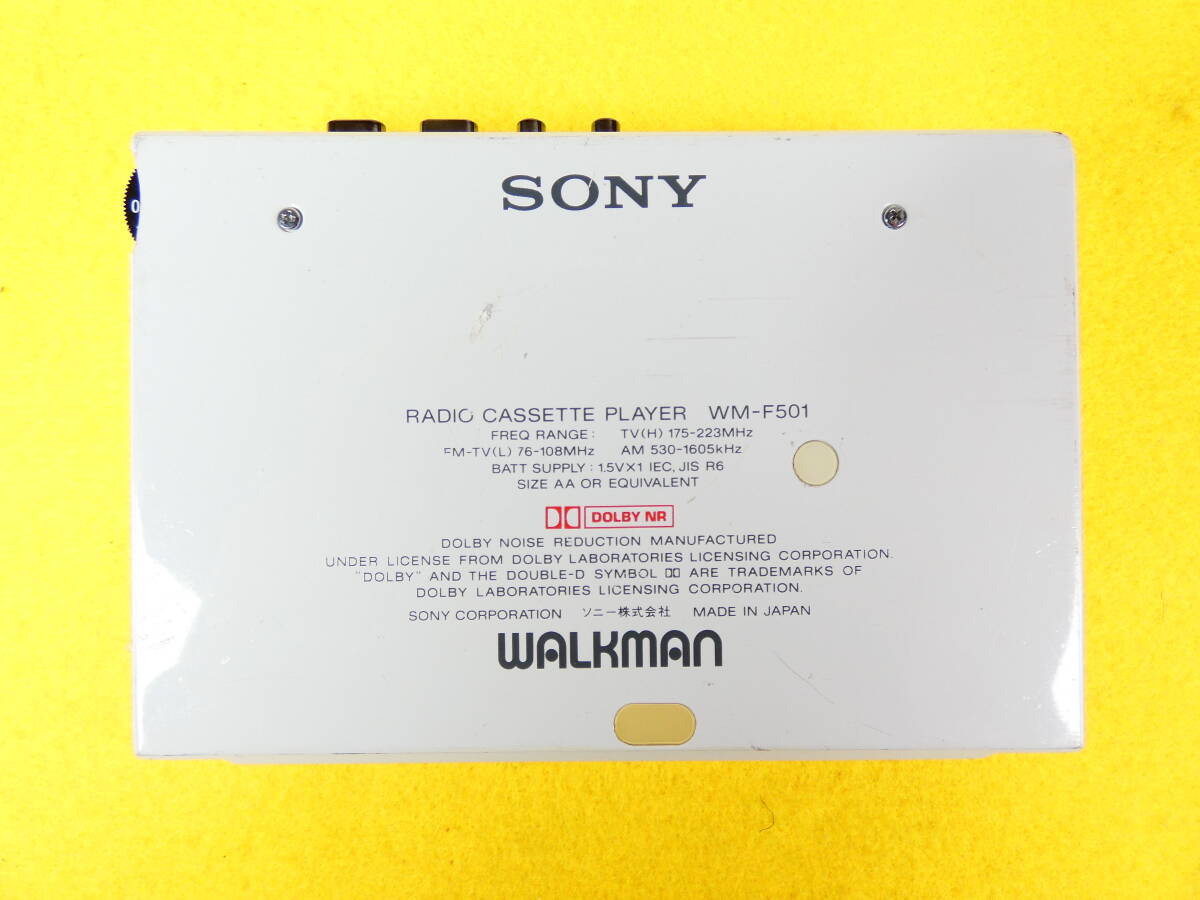 SONY
0
RADIO CASSETTE PLAYER WM-F501
FREQ RANGE : TV(H) 175-223MHz
FM-TV(L) 76-108MHz AM 530-1605kHz
BATT SUPPLY : 1.5V×1 IEC, JIS R6
SIZE AA OR EQUIVALENT
DOLBY NR
DOLBY NOISE REDUCTION MANUFACTURED
UNDER LICENSE FROM DOLBY LABORATORIES LICENSING CORPORATION.
"DOLBY" AND THE DOUBLE-D SYMBOL ARE TRADEMARKS OF
DOLBY LABORATORIES LICENSING CORPORATION.
SONY CORPORATION ソニー株式会社 MADE IN JAPAN
WALKMAN